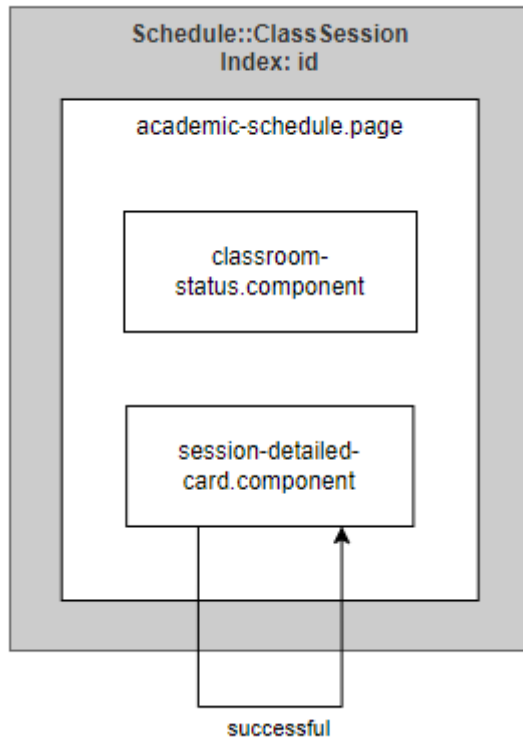 Schedule::ClassSession
Index: id
academic-schedule.page
classroom-
status.component
session-detailed-
card.component
successful